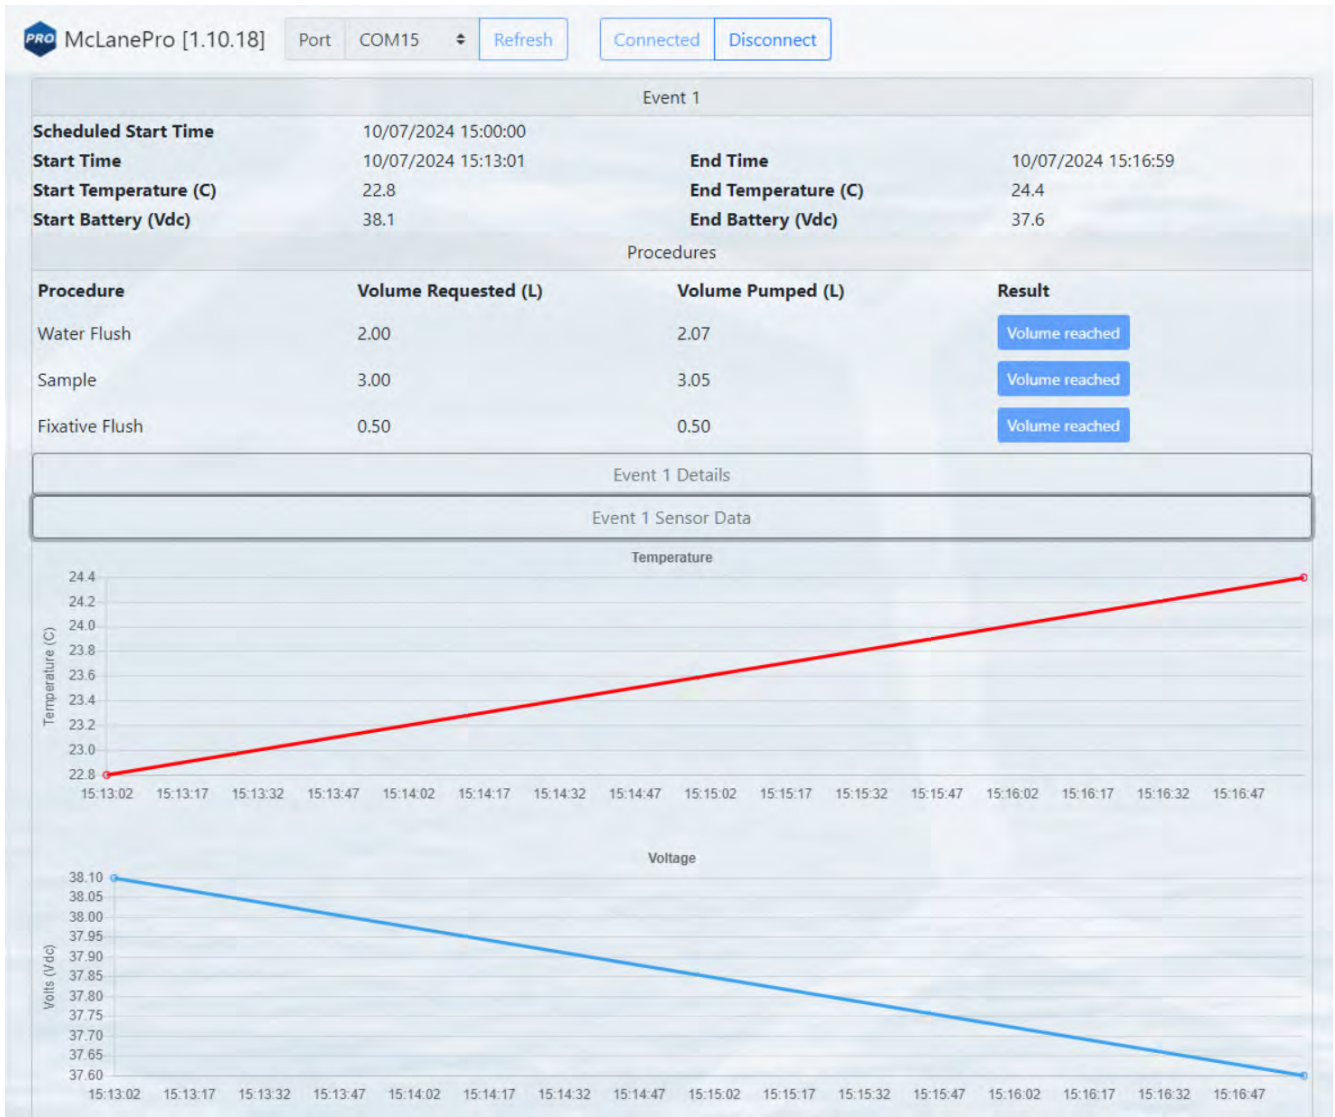 PRO McLanePro [1.10.18] Port COM15 Refresh Connected Disconnect
Event 1
Scheduled Start Time 10/07/2024 15:00:00
Start Time 10/07/2024 15:13:01 End Time 10/07/2024 15:16:59
Start Temperature (C) 22.8 End Temperature (C) 24.4
Start Battery (Vdc) 38.1 End Battery (Vdc) 37.6
Procedures
Procedure Volume Requested (L) Volume Pumped (L) Result
Water Flush 2.00 2.07 Volume reached
Sample 3.00 3.05 Volume reached
Fixative Flush 0.50 0.50 Volume reached
Event 1 Details
Event 1 Sensor Data
Temperature
Temperature (C)
24.4
24.2
24.0
23.8
23.6
23.4
23.2
23.0
22.8
15:13:02 15:13:17 15:13:32 15:13:47 15:14:02 15:14:17 15:14:32 15:14:47 15:15:02 15:15:17 15:15:32 15:15:47 15:16:02 15:16:17 15:16:32 15:16:47
Voltage
Volts (Vdc)
38.10
38.05
38.00
37.95
37.90
37.85
37.80
37.75
37.70
37.65
37.60
15:13:02 15:13:17 15:13:32 15:13:47 15:14:02 15:14:17 15:14:32 15:14:47 15:15:02 15:15:17 15:15:32 15:15:47 15:16:02 15:16:17 15:16:32 15:16:47